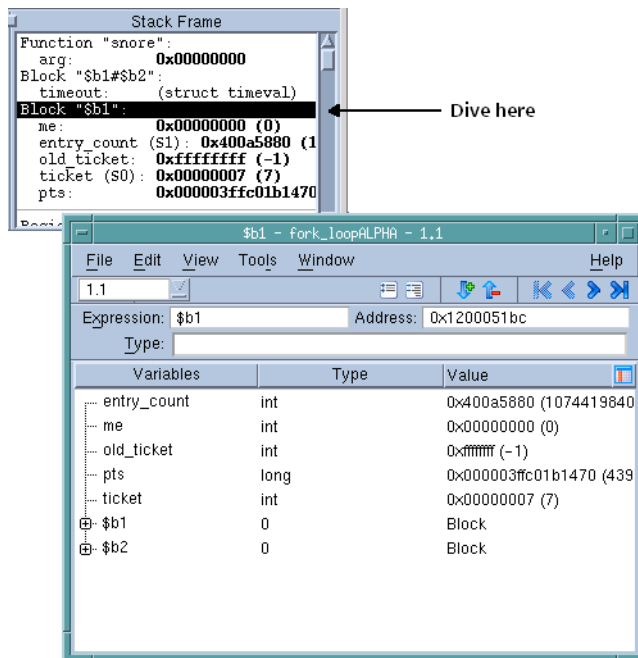 Stack Frame
Function "snore":
arg: 0x00000000
Block "$b1#$b2":
timeout: (struct timeval)
Block "$b1":
me: 0x00000000 (0)
entry_count (S1): 0x400a5880 (1
old_ticket: 0xffffffff (-1)
ticket (S0): 0x00000007 (7)
pts: 0x000003ffc01b1470
Dive here
$b1 - fork_loopALPHA - 1.1
File Edit View Tools Window Help
1.1
Expression: $b1 Address: 0x1200051bc
Type:
Variables Type Value
entry_count int 0x400a5880 (1074419840
me int 0x00000000 (0)
old_ticket int 0xffffffff (-1)
pts long 0x000003ffc01b1470 (439
ticket int 0x00000007 (7)
$b1 0 Block
$b2 0 Block